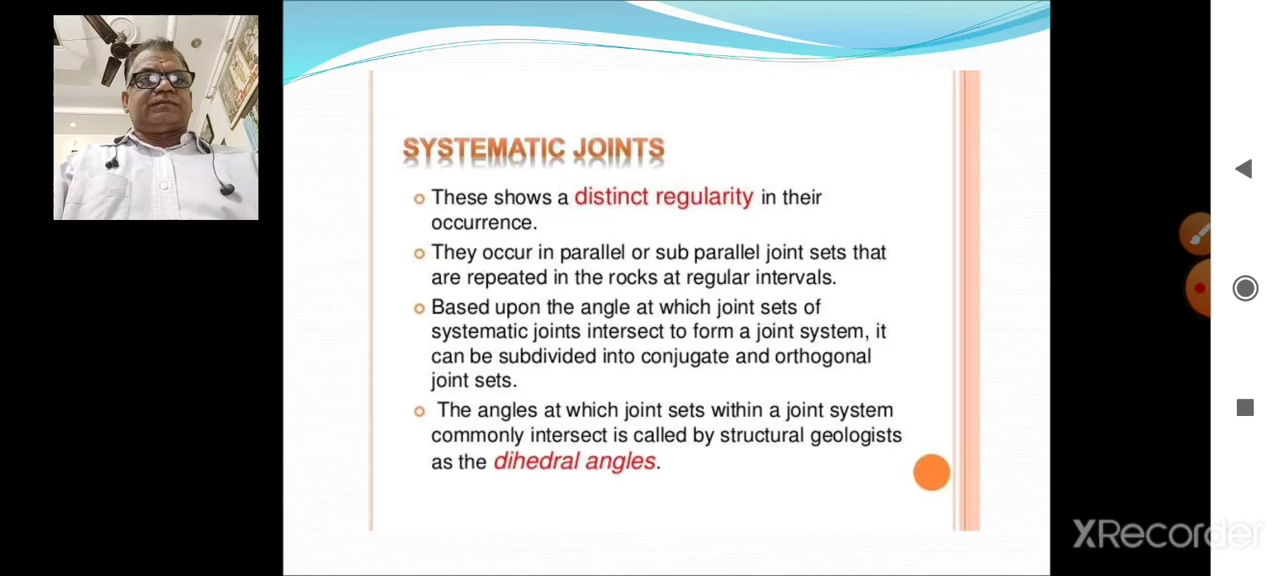 SYSTEMATIC JOINTS
These shows a distinct regularity in their
occurrence.
They occur in parallel or sub parallel joint sets that
are repeated in the rocks at regular intervals.
Based upon the angle at which joint sets of
systematic joints intersect to form a joint system, it
can be subdivided into conjugate and orthogonal
joint sets.
The angles at which joint sets within a joint system
commonly intersect is called by structural geologists
as the dihedral angles.
XRecorder